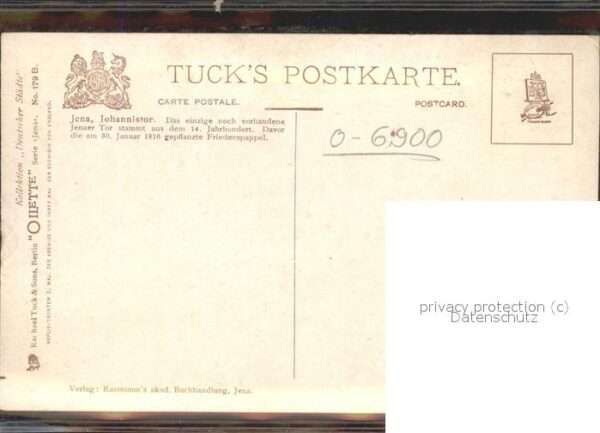 TUCK'S POSTKARTE.
CARTE POSTALE.
POSTCARD.
Jena, Johannistor. Das einzige noch vorhandene
Jenaer Tor stammt aus dem 14. Jahrhundert. Davor
die am 30. Januar 1816 gepflanzte Friedenspappel.
0-6900
Kollektion „Deutscher Städte"
"OILETTE" Serie „Jena", No. 179 B.
Raphael Tuck & Sons, Berlin
privacy protection (c)
Datenschutz
Verlag: Rassmann's akad. Buchhandlung, Jena.